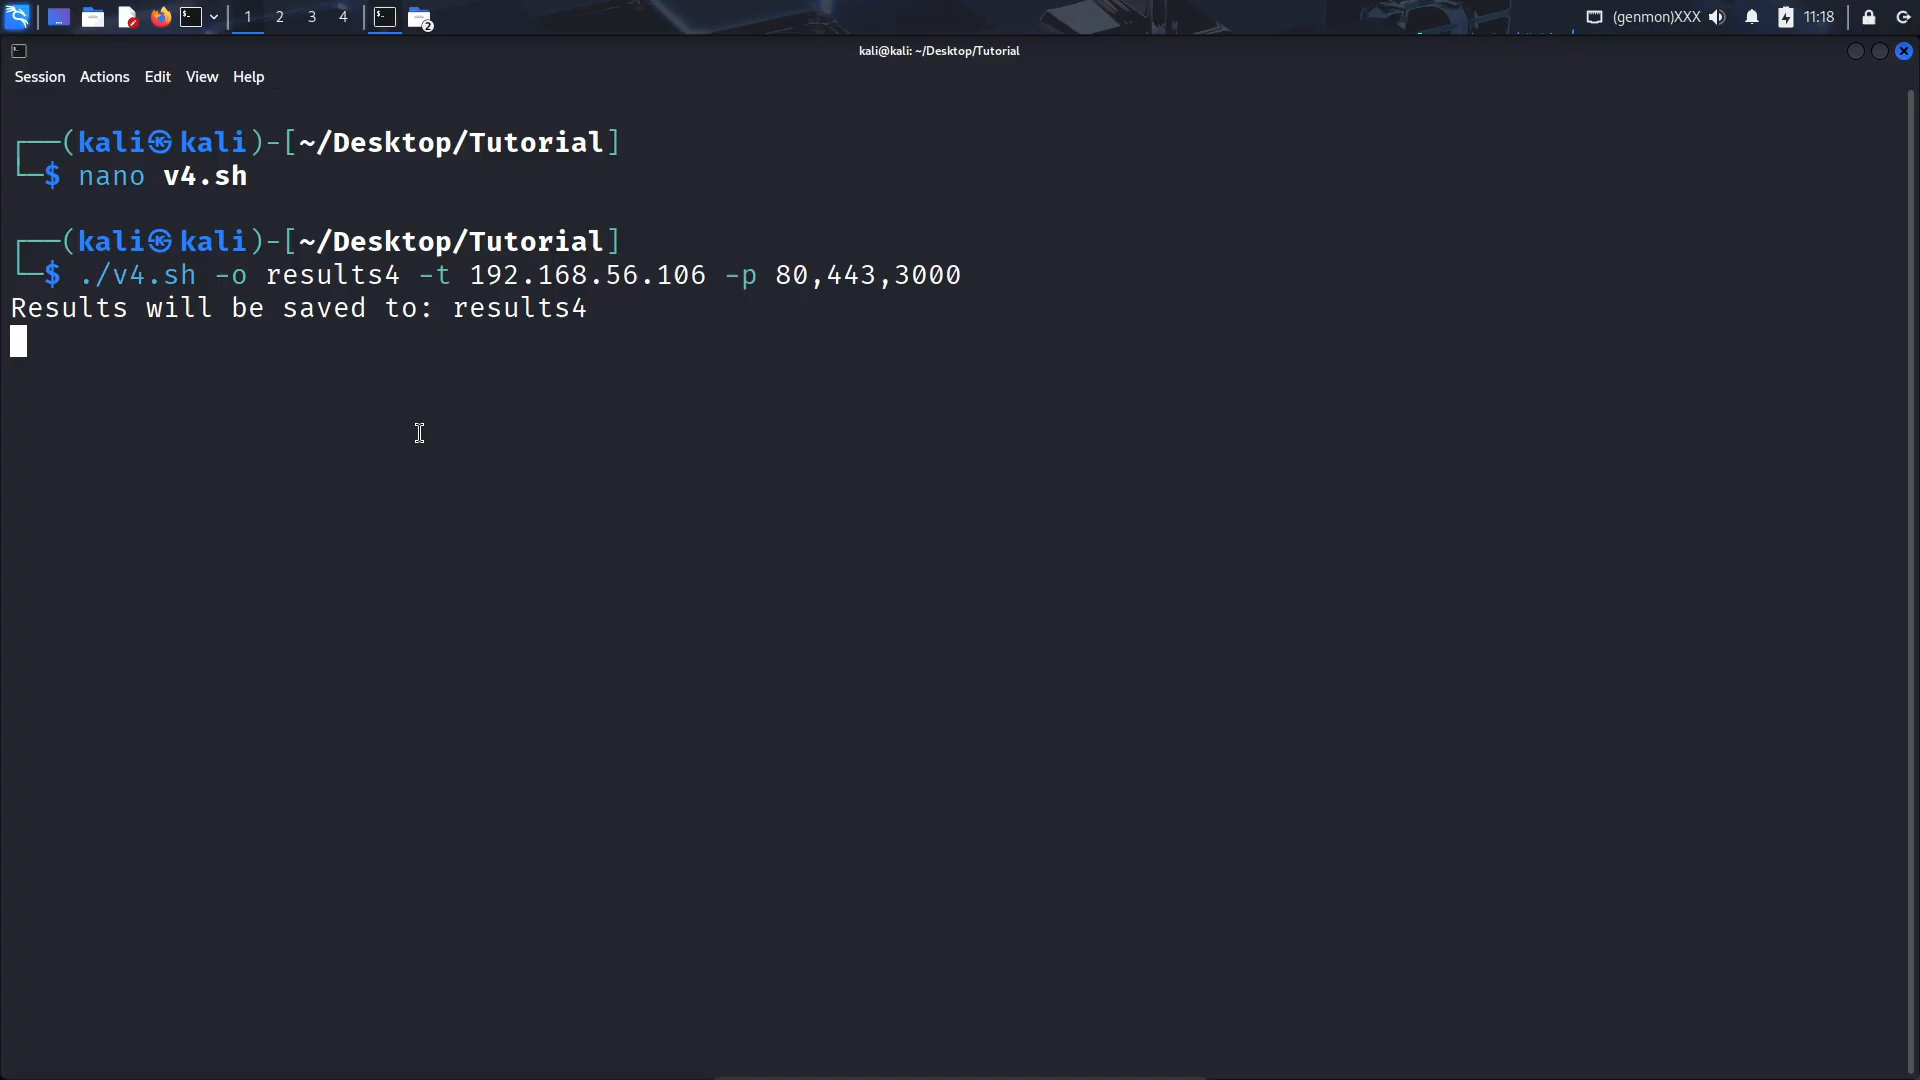 1 2 3 4 2 (genmon)XXX 11:18
kali@kali: ~/Desktop/Tutorial
Session Actions Edit View Help
┌──(kali㉿kali)-[~/Desktop/Tutorial]
└─$ nano v4.sh
┌──(kali㉿kali)-[~/Desktop/Tutorial]
└─$ ./v4.sh -o results4 -t 192.168.56.106 -p 80,443,3000
Results will be saved to: results4